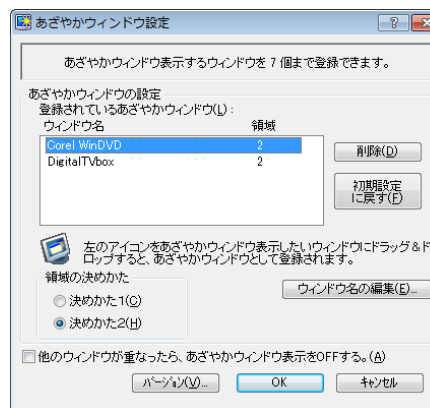 あざやかウィンドウ設定
あざやかウィンドウ表示するウィンドウを 7 個まで登録できます。
あざやかウィンドウの設定
登録されているあざやかウィンドウ(L):
ウィンドウ名 領域
Corel WinDVD 2
DigitalTVbox 2
削除(D)
初期設定
に戻す(F)
左のアイコンをあざやかウィンドウ表示したいウィンドウにドラッグ&ド
ロップすると、あざやかウィンドウとして登録されます。
領域の決めかた
決めかた1(C)
決めかた2(H)
ウィンドウ名の編集(E)...
他のウィンドウが重なったら、あざやかウィンドウ表示をOFFする。(A)
バージョン(V)...
OK
キャンセル